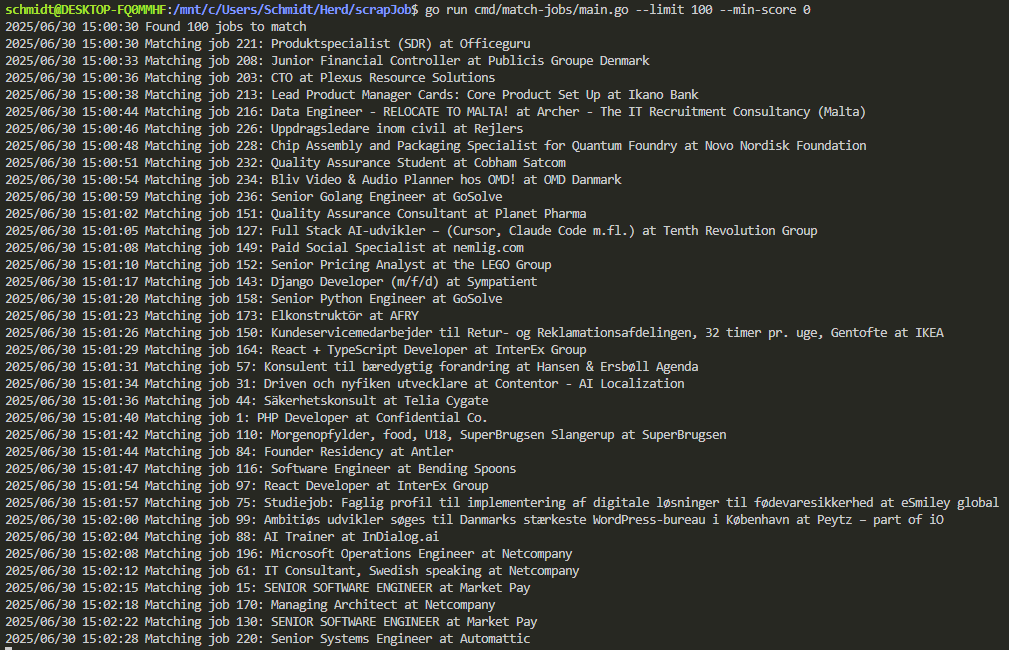 schmidt@DESKTOP-FQ0MMHF:/mnt/c/Users/Schmidt/Herd/scrapJob$ go run cmd/match-jobs/main.go --limit 100 --min-score 0
2025/06/30 15:00:30 Found 100 jobs to match
2025/06/30 15:00:30 Matching job 221: Produktspecialist (SDR) at Officeguru
2025/06/30 15:00:33 Matching job 208: Junior Financial Controller at Publicis Groupe Denmark
2025/06/30 15:00:36 Matching job 203: CTO at Plexus Resource Solutions
2025/06/30 15:00:38 Matching job 213: Lead Product Manager Cards: Core Product Set Up at Ikano Bank
2025/06/30 15:00:44 Matching job 216: Data Engineer - RELOCATE TO MALTA! at Archer - The IT Recruitment Consultancy (Malta)
2025/06/30 15:00:46 Matching job 226: Uppdragsledare inom civil at Rejlers
2025/06/30 15:00:48 Matching job 228: Chip Assembly and Packaging Specialist for Quantum Foundry at Novo Nordisk Foundation
2025/06/30 15:00:51 Matching job 232: Quality Assurance Student at Cobham Satcom
2025/06/30 15:00:54 Matching job 234: Bliv Video & Audio Planner hos OMD! at OMD Danmark
2025/06/30 15:00:59 Matching job 236: Senior Golang Engineer at GoSolve
2025/06/30 15:01:02 Matching job 151: Quality Assurance Consultant at Planet Pharma
2025/06/30 15:01:05 Matching job 127: Full Stack AI-udvikler – (Cursor, Claude Code m.fl.) at Tenth Revolution Group
2025/06/30 15:01:08 Matching job 149: Paid Social Specialist at nemlig.com
2025/06/30 15:01:10 Matching job 152: Senior Pricing Analyst at the LEGO Group
2025/06/30 15:01:17 Matching job 143: Django Developer (m/f/d) at Sympatient
2025/06/30 15:01:20 Matching job 158: Senior Python Engineer at GoSolve
2025/06/30 15:01:23 Matching job 173: Elkonstruktör at AFRY
2025/06/30 15:01:26 Matching job 150: Kundeservicemedarbejder til Retur- og Reklamationsafdelingen, 32 timer pr. uge, Gentofte at IKEA
2025/06/30 15:01:29 Matching job 164: React + TypeScript Developer at InterEx Group
2025/06/30 15:01:31 Matching job 57: Konsulent til bæredygtig forandring at Hansen & Ersbøll Agenda
2025/06/30 15:01:34 Matching job 31: Driven och nyfiken utvecklare at Contentor - AI Localization
2025/06/30 15:01:36 Matching job 44: Säkerhetskonsult at Telia Cygate
2025/06/30 15:01:40 Matching job 1: PHP Developer at Confidential Co.
2025/06/30 15:01:42 Matching job 110: Morgenopfylder, food, U18, SuperBrugsen Slangerup at SuperBrugsen
2025/06/30 15:01:44 Matching job 84: Founder Residency at Antler
2025/06/30 15:01:47 Matching job 116: Software Engineer at Bending Spoons
2025/06/30 15:01:54 Matching job 97: React Developer at InterEx Group
2025/06/30 15:01:57 Matching job 75: Studiejob: Faglig profil til implementering af digitale løsninger til fødevaresikkerhed at eSmiley global
2025/06/30 15:02:00 Matching job 99: Ambitiøs udvikler søges til Danmarks stærkeste WordPress-bureau i København at Peytz – part of iO
2025/06/30 15:02:04 Matching job 88: AI Trainer at InDialog.ai
2025/06/30 15:02:08 Matching job 196: Microsoft Operations Engineer at Netcompany
2025/06/30 15:02:12 Matching job 61: IT Consultant, Swedish speaking at Netcompany
2025/06/30 15:02:15 Matching job 15: SENIOR SOFTWARE ENGINEER at Market Pay
2025/06/30 15:02:18 Matching job 170: Managing Architect at Netcompany
2025/06/30 15:02:22 Matching job 130: SENIOR SOFTWARE ENGINEER at Market Pay
2025/06/30 15:02:28 Matching job 220: Senior Systems Engineer at Automattic